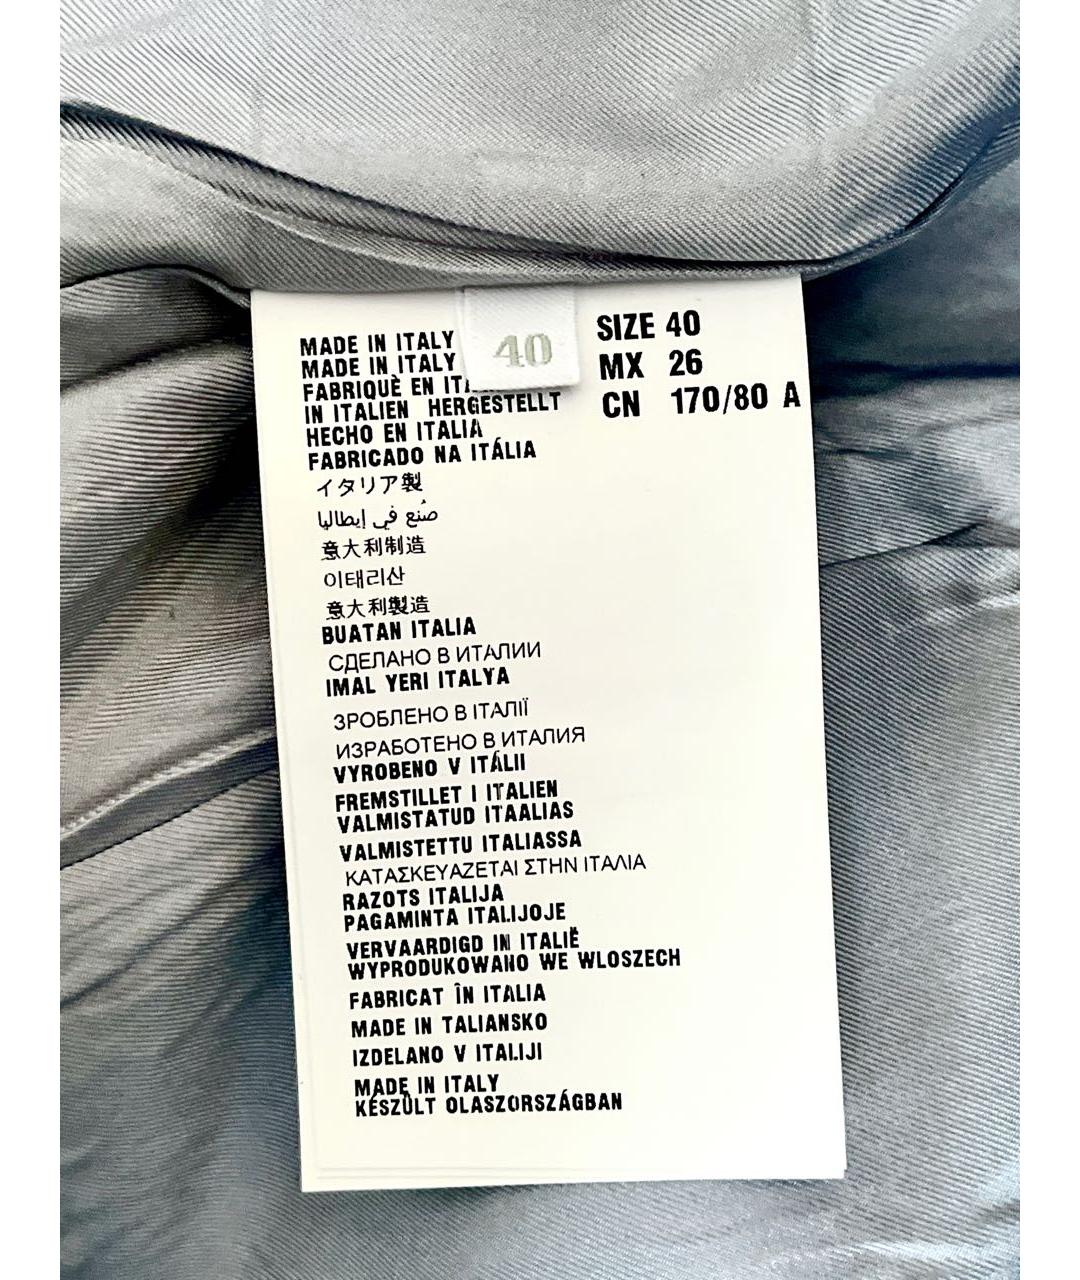 40
SIZE 40
MX 26
CN 170/80 A
MADE IN ITALY
MADE IN ITALY
FABRIQUÈ EN
IN ITALIEN HERGESTELLT
HECHO EN ITALIA
FABRICADO NA ITÁLIA
イタリア製
صُنع في إيطاليا
意大利制造
이태리산
意大利製造
BUATAN ITALIA
СДЕЛАНО В ИТАЛИИ
IMAL YERI ITALYA
ЗРОБЛЕНО В ІТАЛІЇ
ИЗРАБОТЕНО В ИТАЛИЯ
VYROBENO V ITÁLII
FREMSTILLET I ITALIEN
VALMISTATUD ITAALIAS
VALMISTETTU ITALIASSA
ΚΑΤΑΣΚΕΥΑΖΕΤΑΙ ΣΤΗΝ ΙΤΑΛΙΑ
RAZOTS ITALIJA
PAGAMINTA ITALIJOJE
VERVAARDIGD IN ITALIË
WYPRODUKOWANO WE WLOSZECH
FABRICAT ÎN ITALIA
MADE IN TALIANSKO
IZDELANO V ITALIJI
MADE IN ITALY
KÉSZÜLT OLASZORSZÁGBAN